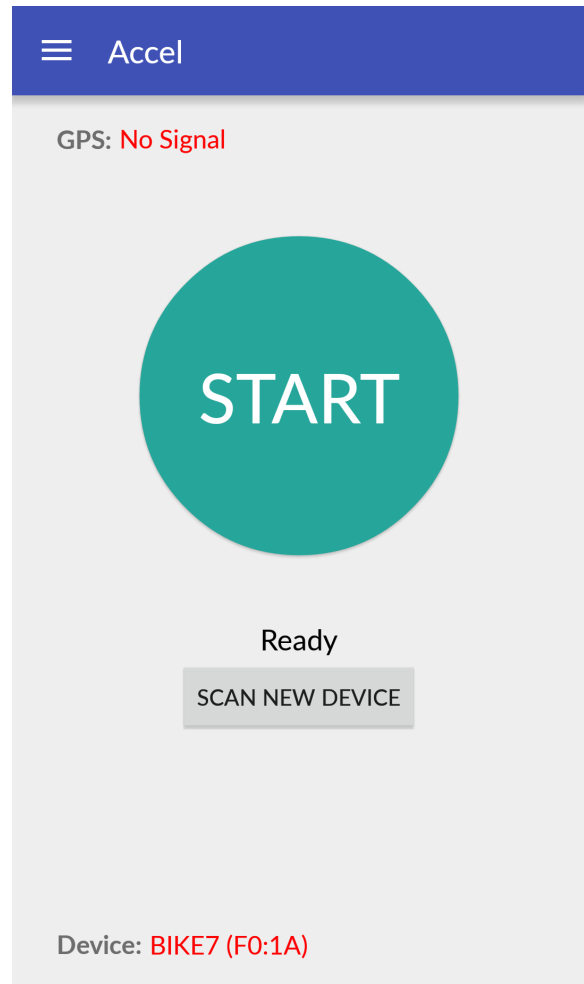 Accel
GPS: No Signal
START
Ready
SCAN NEW DEVICE
Device: BIKE7 (F0:1A)